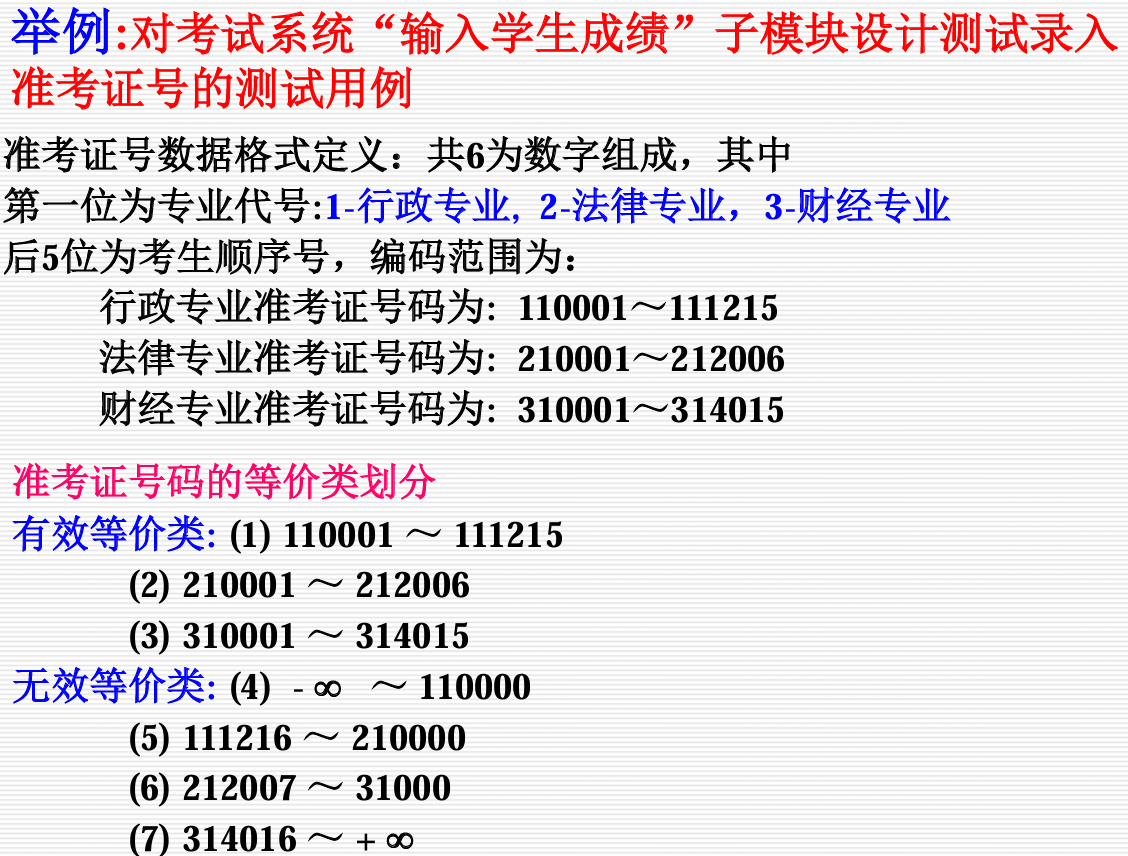 举例:对考试系统“输入学生成绩”子模块设计测试录入
准考证号的测试用例
准考证号数据格式定义：共6为数字组成，其中
第一位为专业代号:1-行政专业, 2-法律专业，3-财经专业
后5位为考生顺序号，编码范围为：
行政专业准考证号码为: 110001～111215
法律专业准考证号码为: 210001～212006
财经专业准考证号码为: 310001～314015
准考证号码的等价类划分
有效等价类: (1) 110001 ～ 111215
(2) 210001 ～ 212006
(3) 310001 ～ 314015
无效等价类: (4) - ∞ ～ 110000
(5) 111216 ～ 210000
(6) 212007 ～ 31000
(7) 314016 ～ + ∞